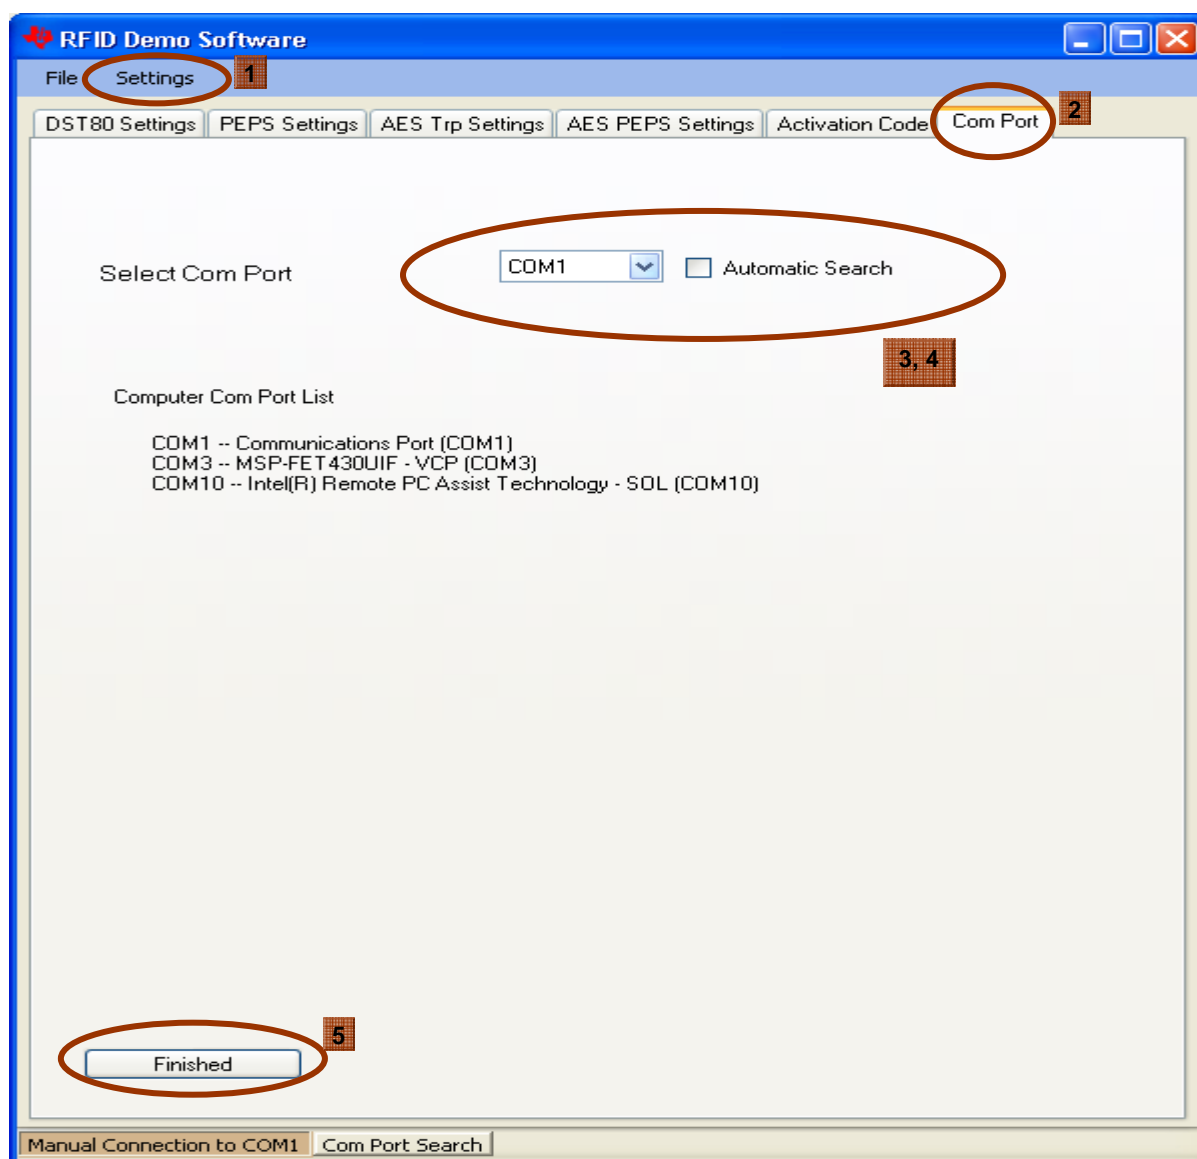 RFID Demo Software
File Settings 1
DST80 Settings PEPS Settings AES Trp Settings AES PEPS Settings Activation Code Com Port 2
Select Com Port COM1 Automatic Search
3, 4
Computer Com Port List
COM1 -- Communications Port (COM1)
COM3 -- MSP-FET430UIF - VCP (COM3)
COM10 -- Intel(R) Remote PC Assist Technology - SOL (COM10)
5
Finished
Manual Connection to COM1 Com Port Search